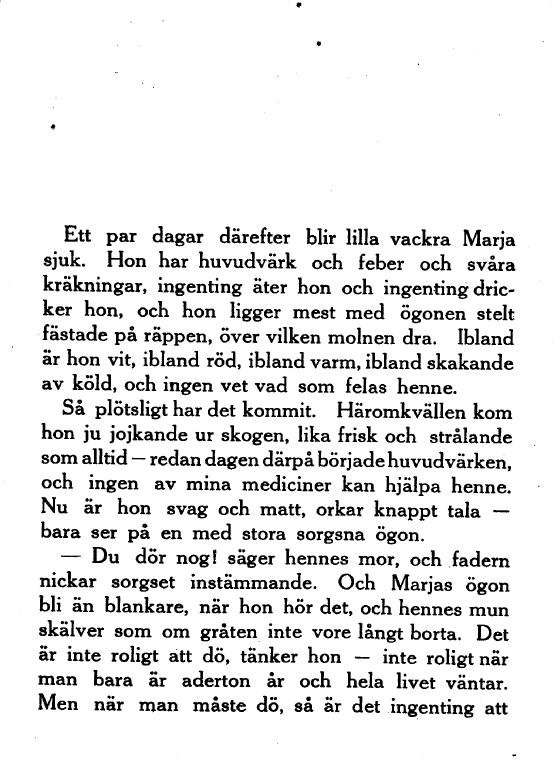 Ett par dagar därefter blir lilla vackra Marja
sjuk. Hon har huvudvärk och feber och svåra
kräkningar, ingenting äter hon och ingenting dric-
ker hon, och hon ligger mest med ögonen stelt
fästade på räppen, över vilken molnen dra. Ibland
är hon vit, ibland röd, ibland varm, ibland skakande
av köld, och ingen vet vad som felas henne.
Så plötsligt har det kommit. Häromkvällen kom
hon ju jojkande ur skogen, lika frisk och strålande
som alltid — redan dagen därpå började huvudvärken,
och ingen av mina mediciner kan hjälpa henne.
Nu är hon svag och matt, orkar knappt tala —
bara ser på en med stora sorgsna ögon.
— Du dör nog! säger hennes mor, och fadern
nickar sorgset instämmande. Och Marjas ögon
bli än blankare, när hon hör det, och hennes mun
skälver som om gråten inte vore långt borta. Det
är inte roligt att dö, tänker hon — inte roligt när
man bara är aderton år och hela livet väntar.
Men när man måste dö, så är det ingenting att